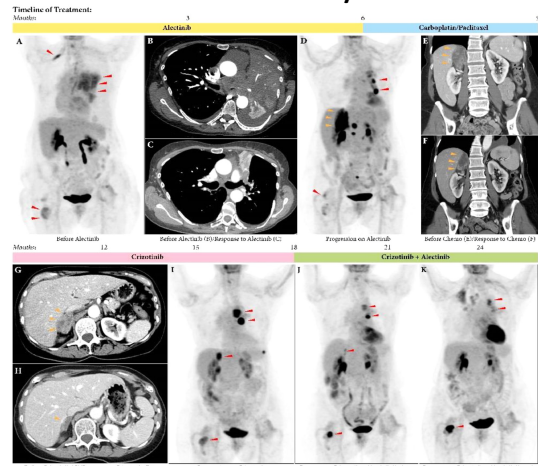 Timeline of Treatment:
Months: 3 6 9
Alectinib Carboplatin/Paclitaxel
A B D E
C F
Before Alectinib Before Alectinib (B)/Response to Alectinib (C) Progression on Alectinib Before Chemo (E)/Response to Chemo (F)
Months: 12 15 18 21 24
Crizotinib Crizotinib + Alectinib
G I J K
H